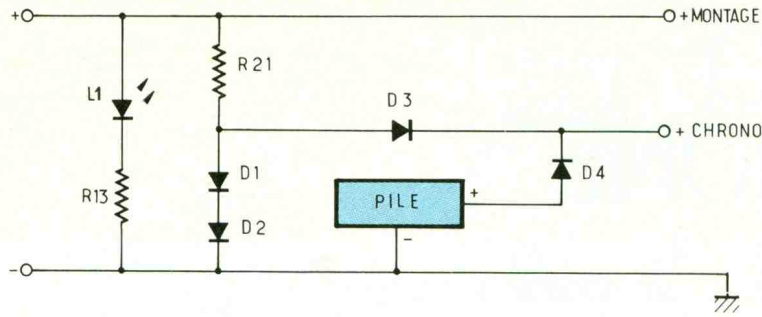 + + MONTAGE
R21
L1
D3
+ CHRONO
D1
D4
R13
PILE +
D2
-
-